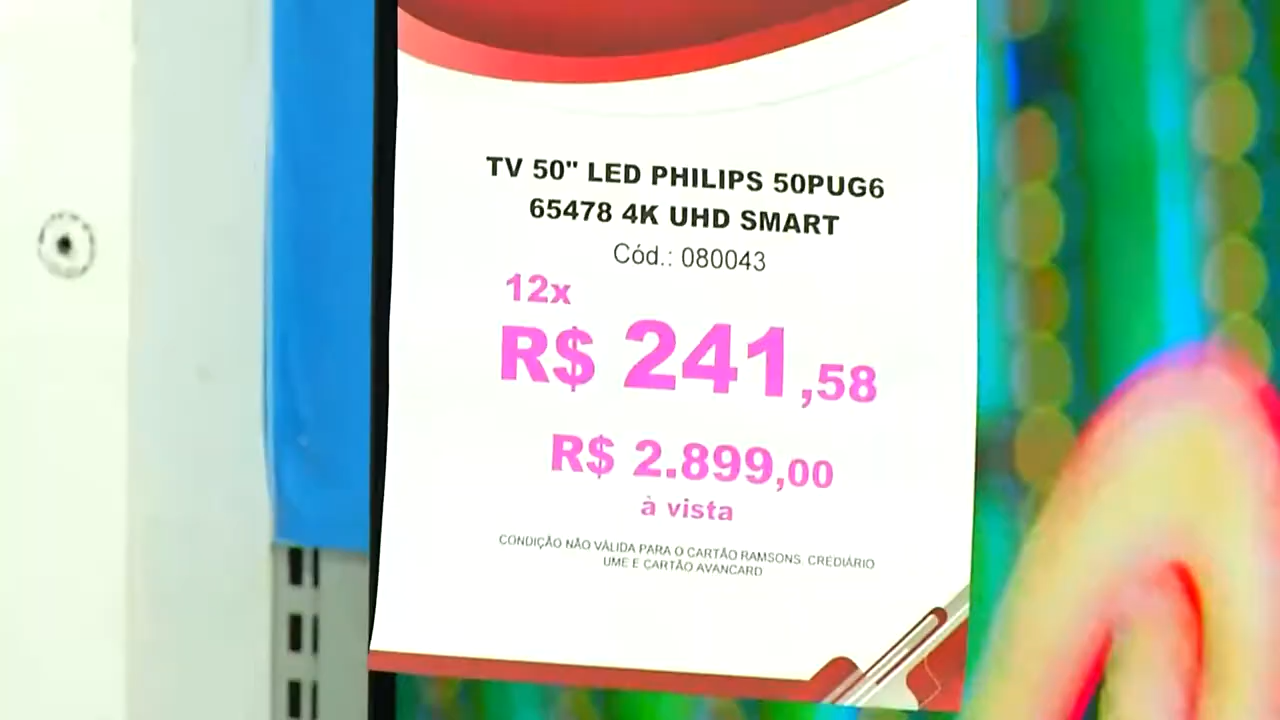 TV 50" LED PHILIPS 50PUG6
65478 4K UHD SMART
Cód.: 080043
12x
R$ 241,58
R$ 2.899,00
à vista
CONDIÇÃO NÃO VÁLIDA PARA O CARTÃO RAMSONS, CREDIÁRIO
UME E CARTÃO AVANCARD